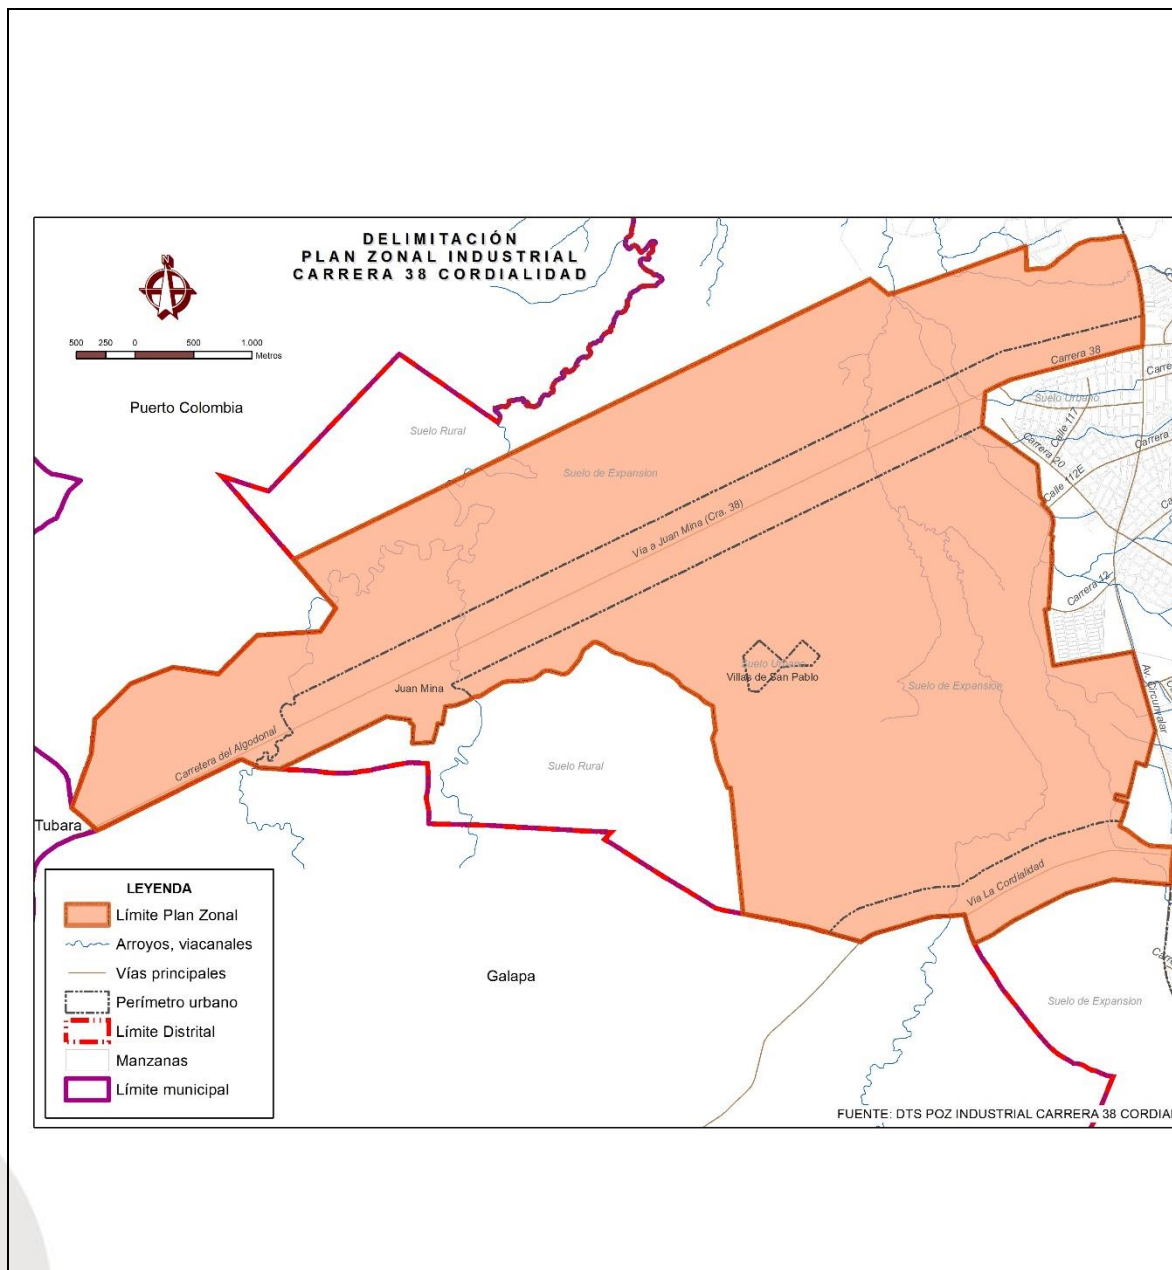 DELIMITACIÓN
PLAN ZONAL INDUSTRIAL
CARRERA 38 CORDIALIDAD
N
500 250 0 500 1.000
Metros
Puerto Colombia
Suelo Rural
Suelo de Expansion
Vía a Juan Mina (Cra. 38)
Carrera 38
Suelo Urbano
Calle 117
Carrera 20
Calle 112E
Carrera
Carrera 12
Suelo Urbano
Villas de San Pablo
Suelo de Expansion
Av. Circunvalar
Juan Mina
Carretera del Algodonal
Suelo Rural
Tubara
Via La Cordialidad
Galapa
Suelo de Expansion
LEYENDA
Límite Plan Zonal
Arroyos, viacanales
Vías principales
Perímetro urbano
Límite Distrital
Manzanas
Límite municipal
FUENTE: DTS POZ INDUSTRIAL CARRERA 38